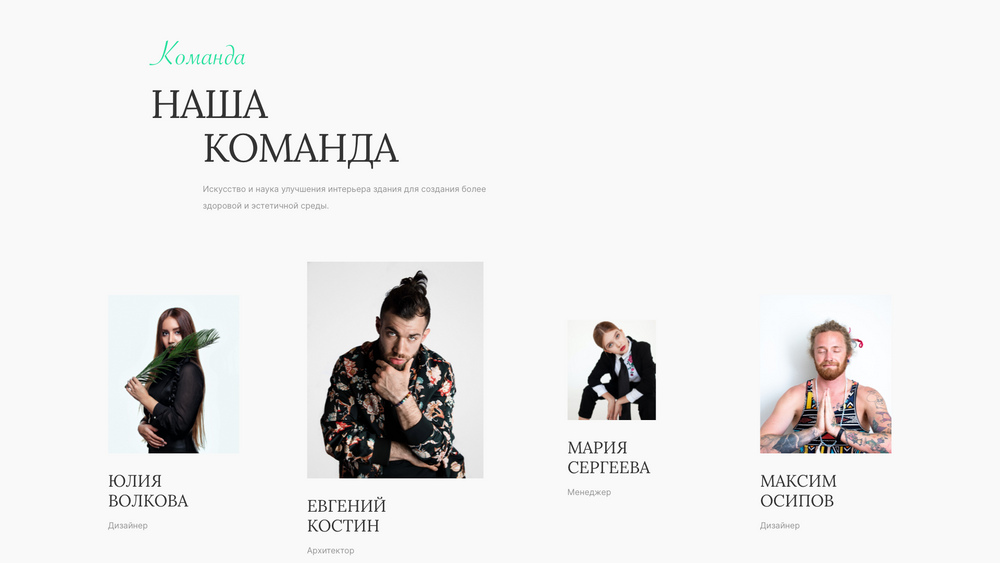 Команда
НАША
КОМАНДА
Искусство и наука улучшения интерьера здания для создания более
здоровой и эстетичной среды.
ЮЛИЯ
ВОЛКОВА
Дизайнер
ЕВГЕНИЙ
КОСТИН
Архитектор
МАРИЯ
СЕРГЕЕВА
Менеджер
МАКСИМ
ОСИПОВ
Дизайнер